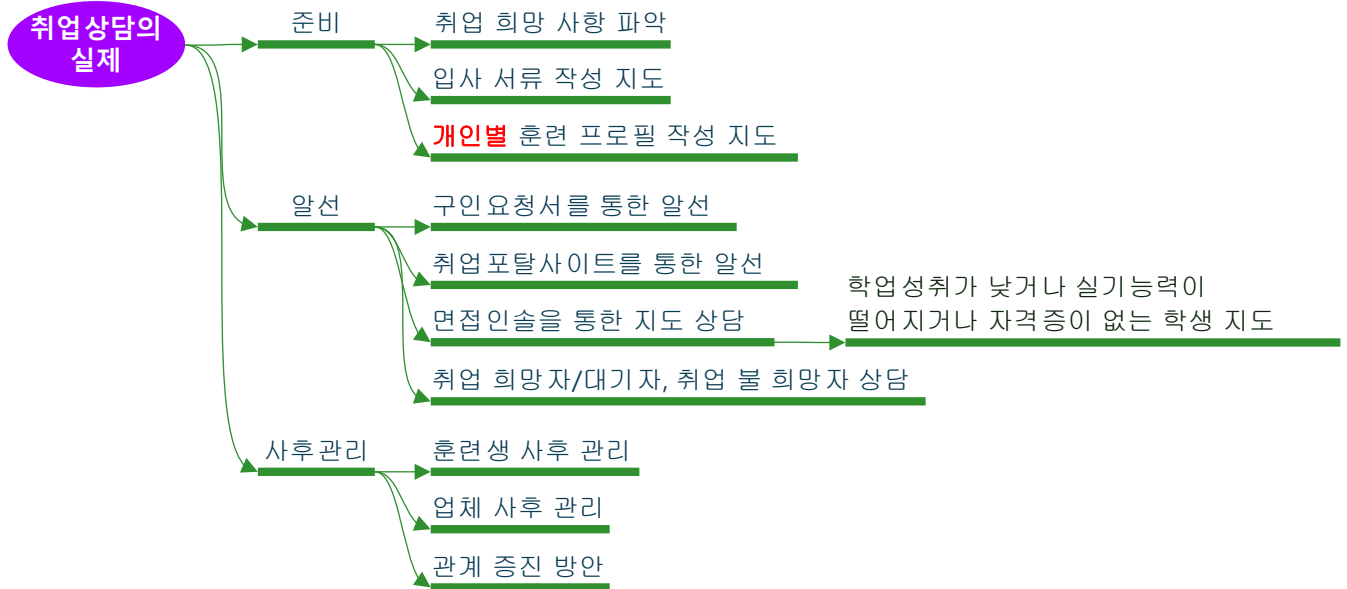 취업상담의
실제
준비
취업 희망 사항 파악
입사 서류 작성 지도
개인별 훈련 프로필 작성 지도
알선
구인요청서를 통한 알선
취업포탈사이트를 통한 알선
면접인솔을 통한 지도 상담
학업성취가 낮거나 실기능력이
떨어지거나 자격증이 없는 학생 지도
취업 희망자/대기자, 취업 불 희망자 상담
사후관리
훈련생 사후 관리
업체 사후 관리
관계 증진 방안